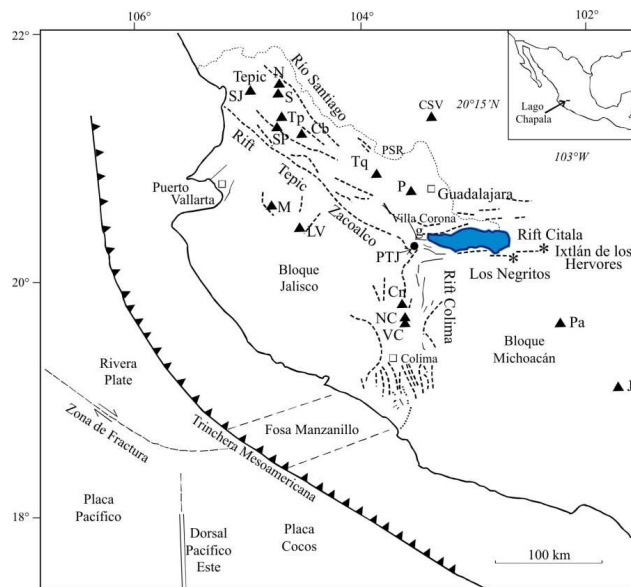 106°
104°
102°
22°
20°
18°
Río Santiago
Tepic
N
SJ
S
Tp
SP
Cb
Rift
Tepic
Zacoalco
CSV
20°15´N
Lago
Chapala
103°W
PSR
Tq
P
Guadalajara
Puerto
Vallarta
M
LV
Villa Corona
g
PTJ
Rift Citala
Ixtlán de los
Hervores
Los Negritos
Bloque
Jalisco
Rift Colima
Cn
NC
VC
Colima
Pa
Bloque
Michoacán
J
Rivera
Plate
Zona de Fractura
Trinchera Mesoamericana
Fosa Manzanillo
Placa
Pacífico
Dorsal
Pacífico
Este
Placa
Cocos
100 km